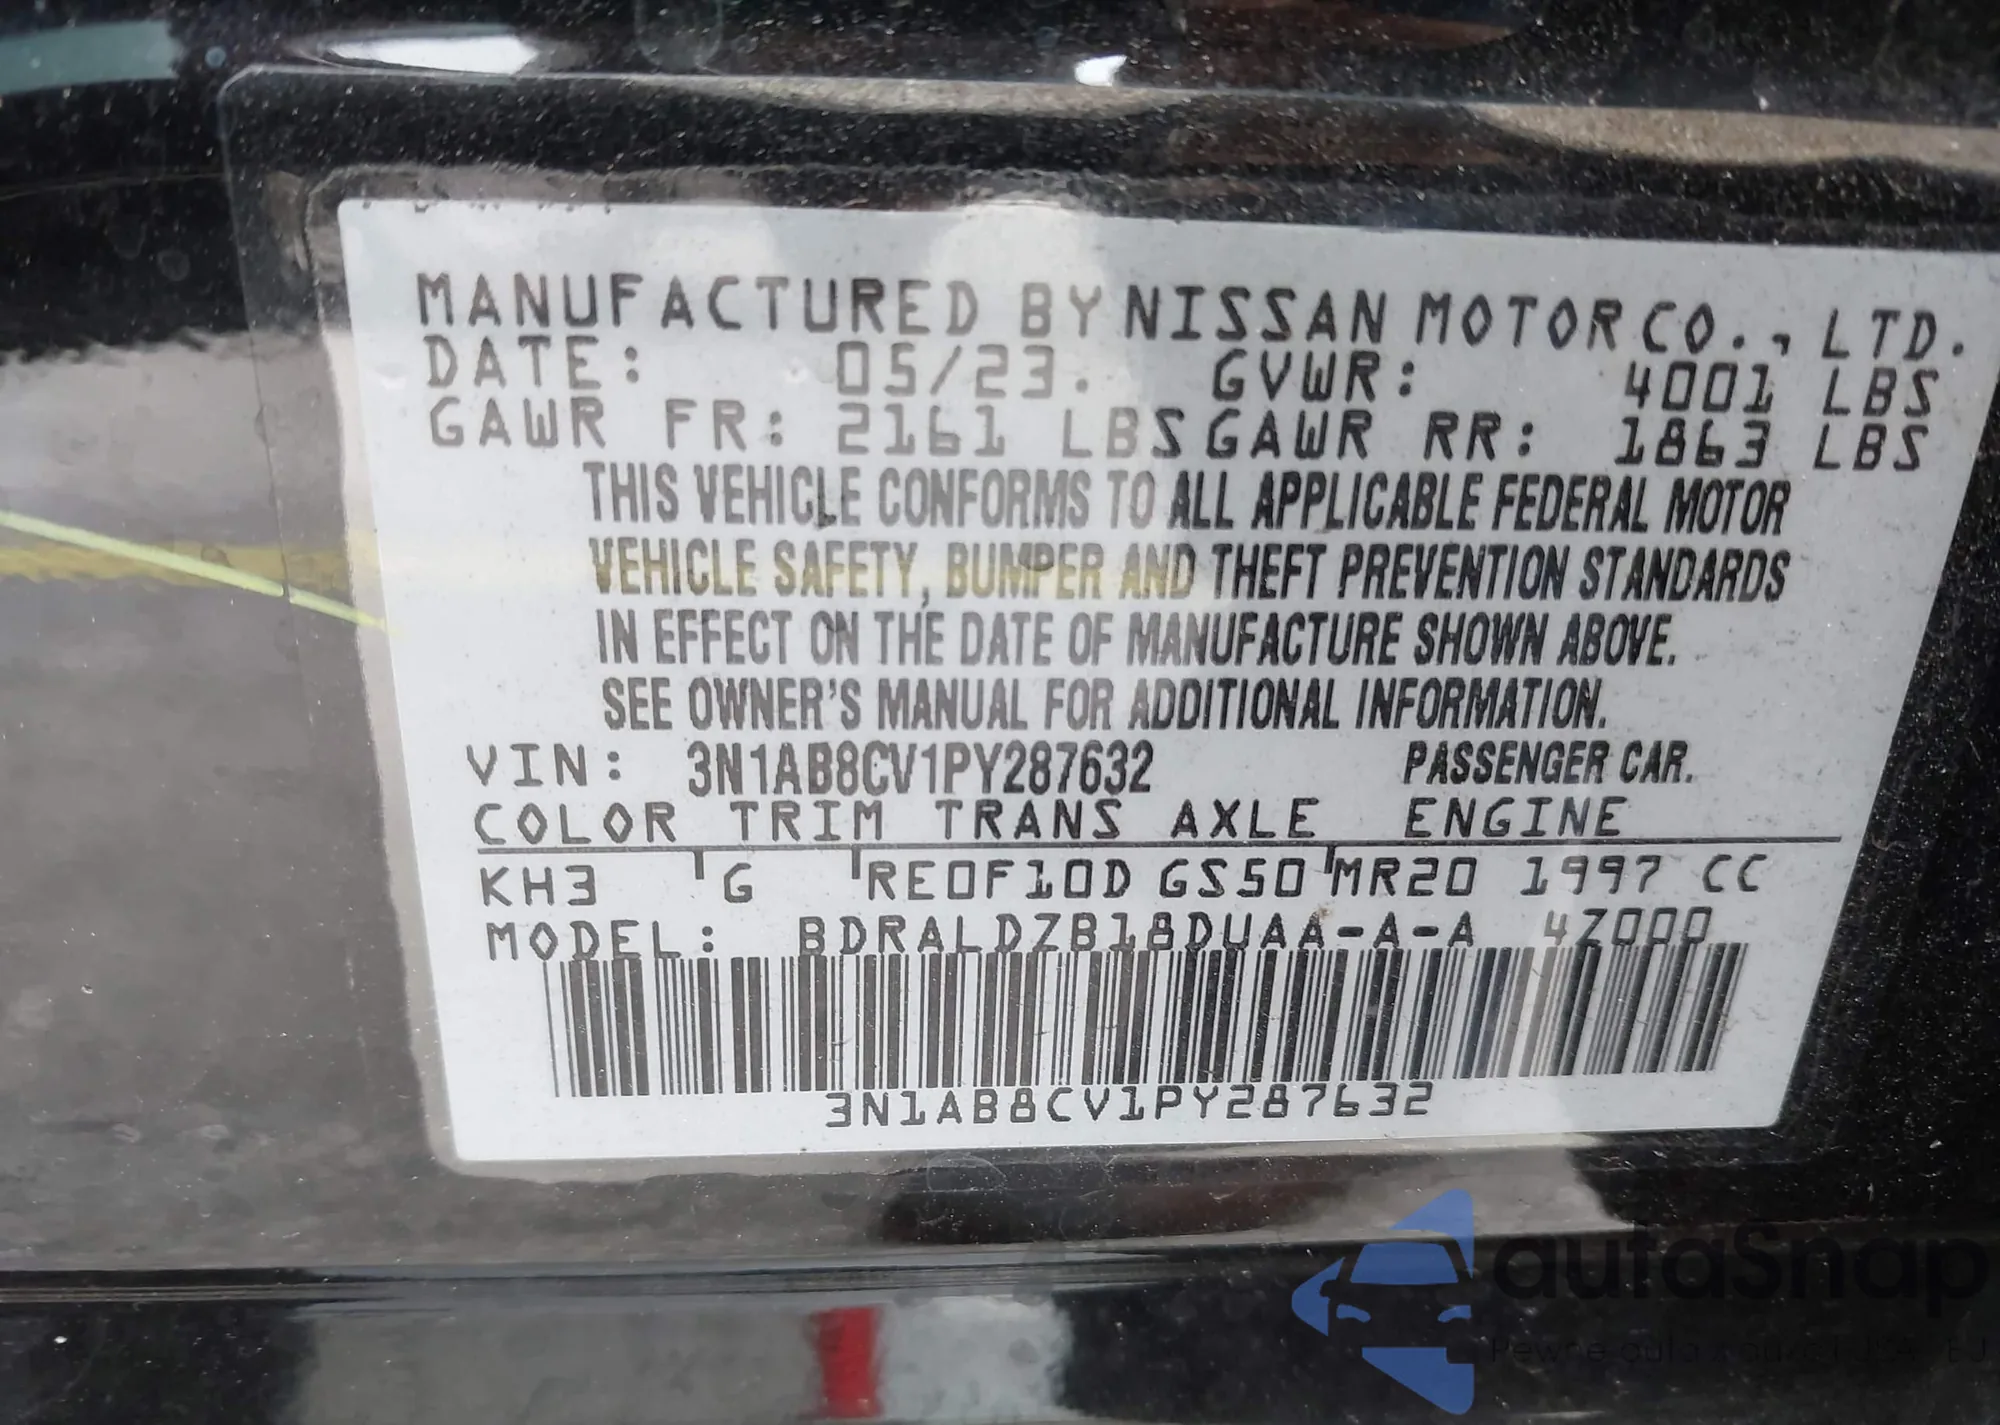 MANUFACTURED BY NISSAN MOTOR CO., LTD.
DATE: 05/23. GVWR: 4001 LBS
GAWR FR: 2161 LBS GAWR RR: 1863 LBS
THIS VEHICLE CONFORMS TO ALL APPLICABLE FEDERAL MOTOR
VEHICLE SAFETY, BUMPER AND THEFT PREVENTION STANDARDS
IN EFFECT ON THE DATE OF MANUFACTURE SHOWN ABOVE.
SEE OWNER'S MANUAL FOR ADDITIONAL INFORMATION.
VIN: 3N1AB8CV1PY287632 PASSENGER CAR.
COLOR TRIM TRANS AXLE ENGINE
KH3 G RE0F10D GS50 MR20 1997 CC
MODEL: BDRALDZB18DUAA-A-A 4Z000
3N1AB8CV1PY287632
autaSnap
Pewne auta z